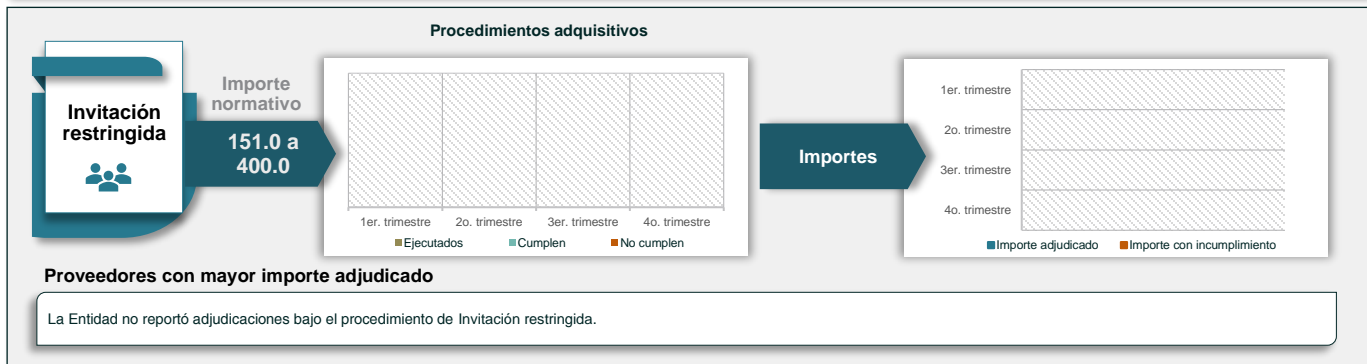 Procedimientos adquisitivos
Invitación
restringida
Importe
normativo
151.0 a
400.0
1er. trimestre
2o. trimestre
3er. trimestre
4o. trimestre
Ejecutados
Cumplen
No cumplen
Importes
1er. trimestre
2o. trimestre
3er. trimestre
4o. trimestre
Importe adjudicado
Importe con incumplimiento
Proveedores con mayor importe adjudicado
La Entidad no reportó adjudicaciones bajo el procedimiento de Invitación restringida.